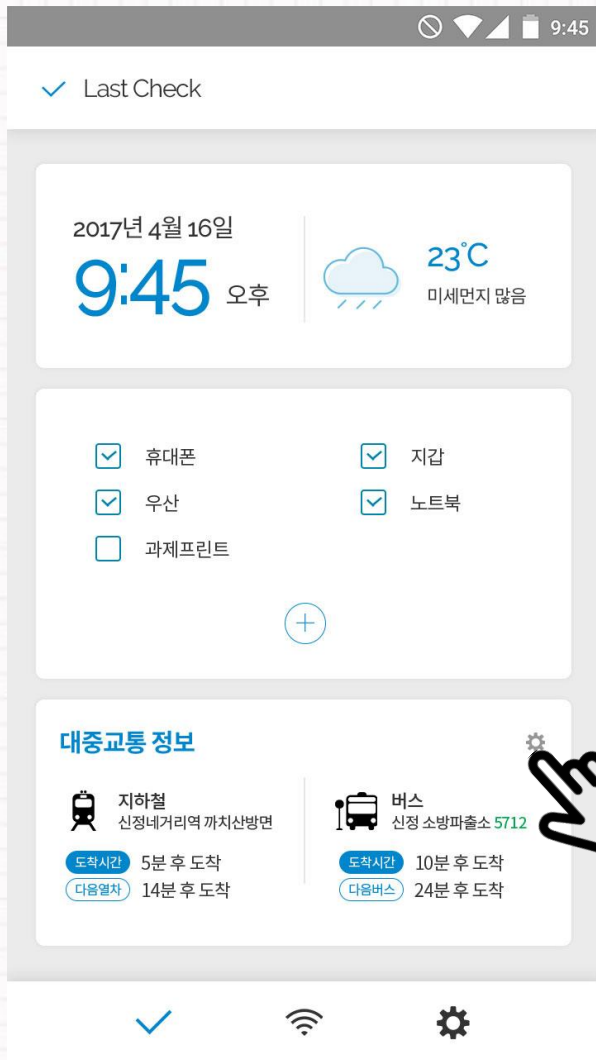 9:45
Last Check
2017년 4월 16일
9:45 오후
23°C
미세먼지 많음
휴대폰
지갑
우산
노트북
과제프린트
대중교통 정보
지하철
신정네거리역 까치산방면
도착시간 5분 후 도착
다음열차 14분 후 도착
버스
신정 소방파출소 5712
도착시간 10분 후 도착
다음버스 24분 후 도착